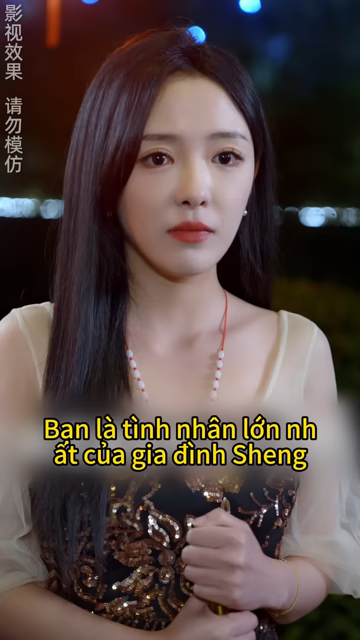 影视效果 请勿模仿
Bạn là tình nhân lớn nh
ất của gia đình Sheng